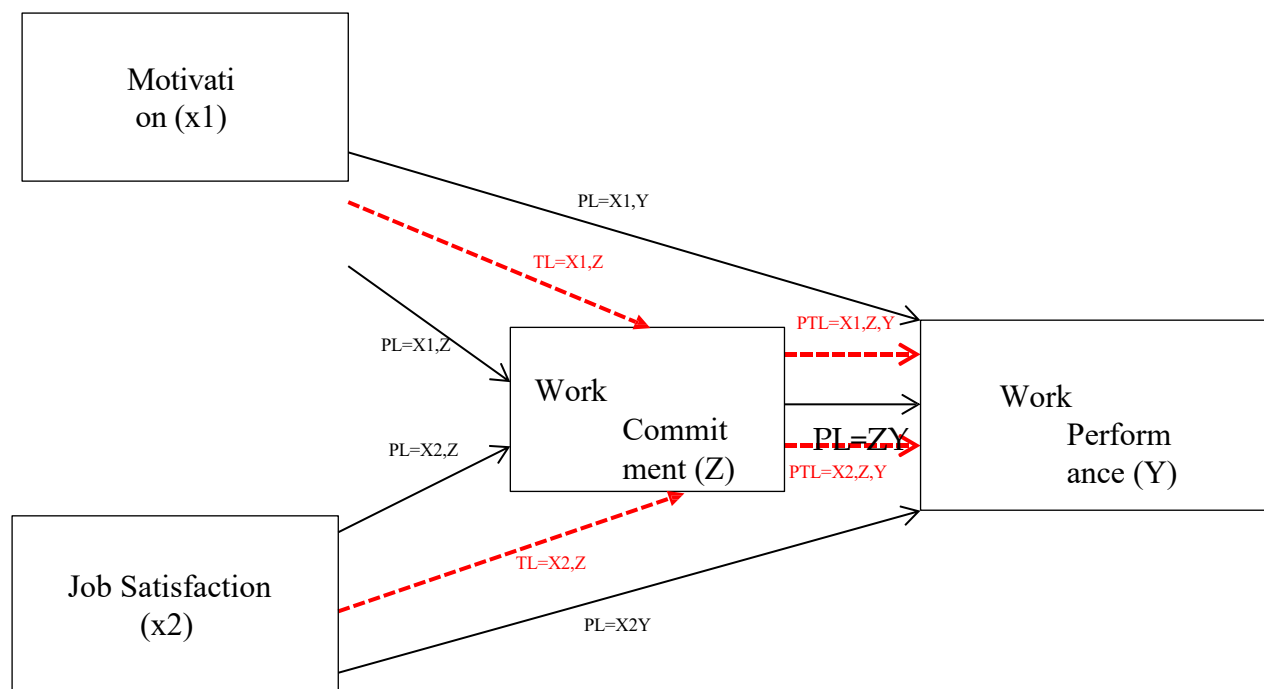 Motivati
on (x1)
PL=X1,Y
TL=X1,Z
PTL=X1,Z,Y
PL=X1,Z
Work
Commit
ment (Z)
Work
Perform
ance (Y)
PL=ZY
PL=X2,Z
PTL=X2,Z,Y
TL=X2,Z
Job Satisfaction
(x2)
PL=X2Y